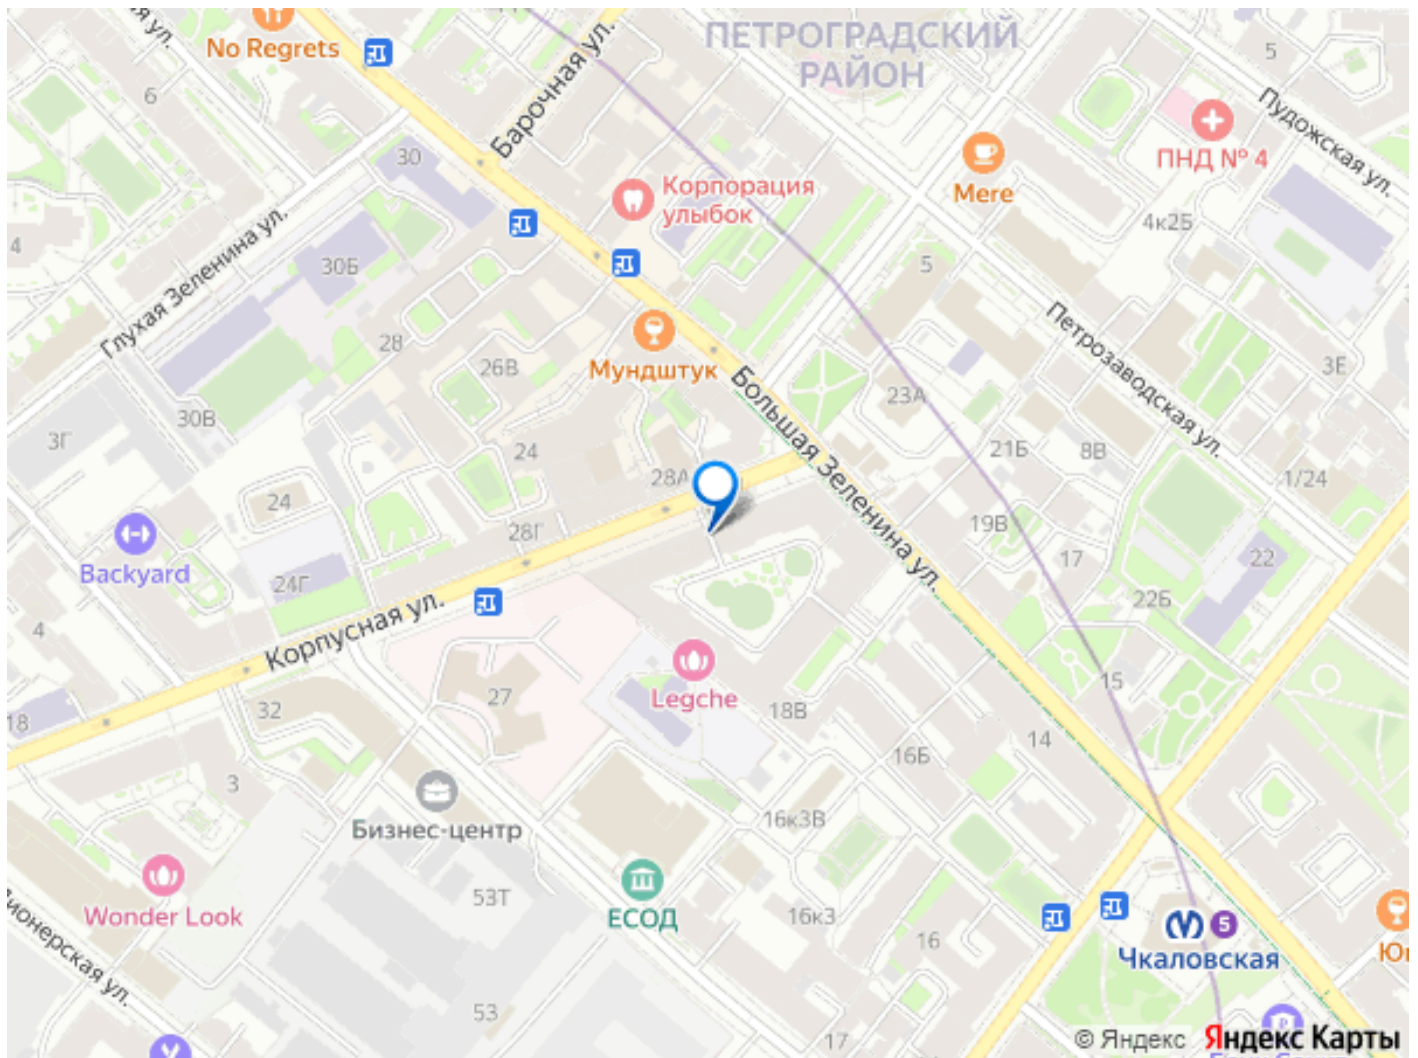 ПЕТРОГРАДСКИЙ
РАЙОН
No Regrets
Барочная ул.
5
Пудожская ул.
6
30
ПНД № 4
Корпорация
улыбок
Mere
4к2Б
4
Глухая Зеленина ул.
30Б
5
Петрозаводская ул.
28
26В
Мундштук
Большая Зеленина ул.
23А
3Е
30В
3Г
24
21Б
8В
28А
1/24
24
28Г
19В
17
22
Backyard
24Г
22Б
4
Корпусная ул.
27
Legche
15
18
32
18В
14
16Б
3
16к3В
Бизнес-центр
Wonder Look
53Т
ЕСОД
16к3
16
5
Чкаловская
53
17
© Яндекс Яндекс Карты